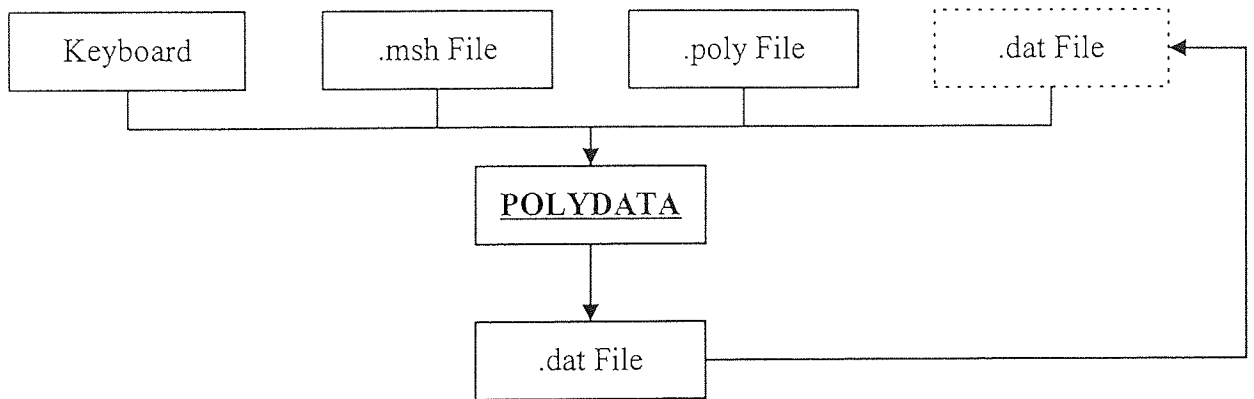 Keyboard
.msh File
.poly File
.dat File
POLYDATA
.dat File